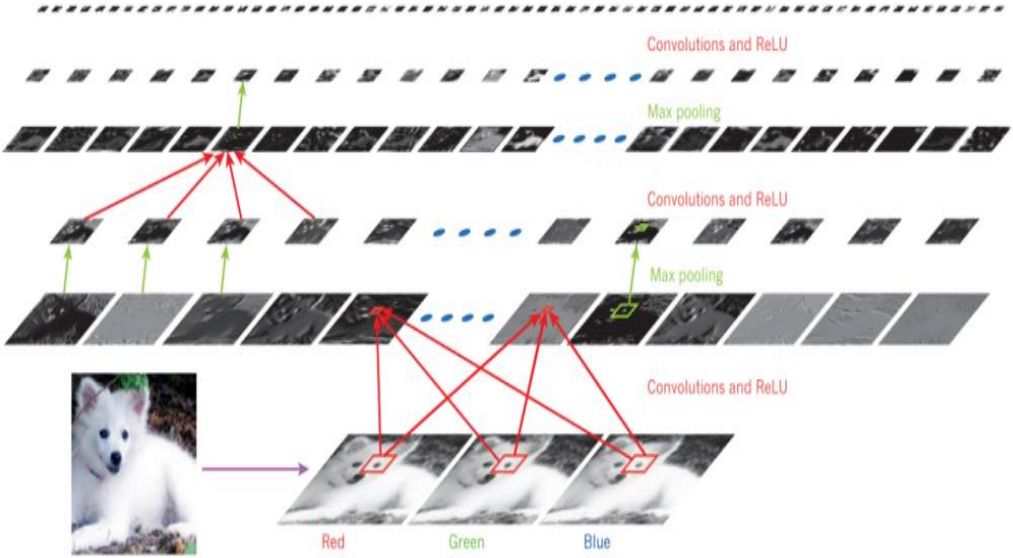 Convolutions and ReLU
Max pooling
Convolutions and ReLU
Max pooling
Convolutions and ReLU
Red
Green
Blue